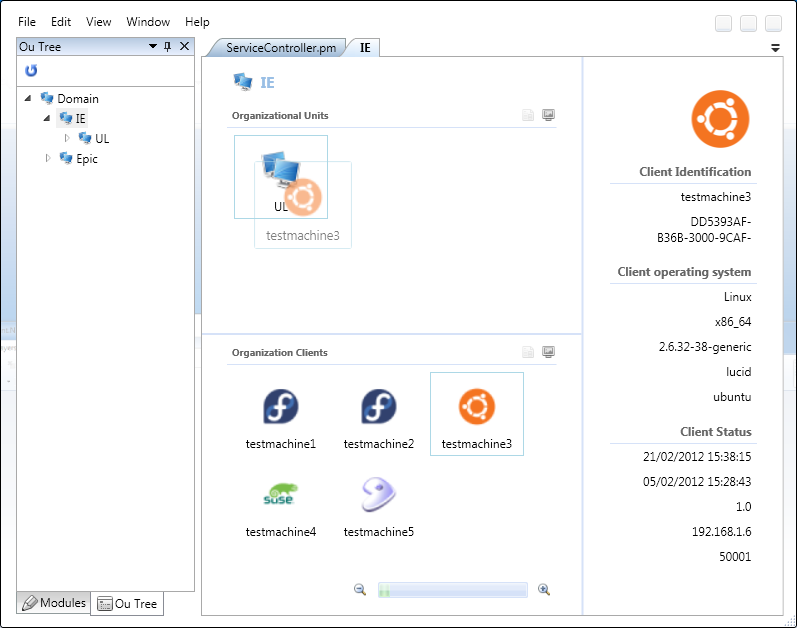 File Edit View Window Help
Ou Tree
Domain
IE
UL
Epic
Modules
Ou Tree
ServiceController.pm
IE
IE
Organizational Units
UL
testmachine3
Organization Clients
testmachine1
testmachine2
testmachine3
suse
testmachine4
testmachine5
Client Identification
testmachine3
DD5393AF-
B36B-3000-9CAF-
Client operating system
Linux
x86_64
2.6.32-38-generic
lucid
ubuntu
Client Status
21/02/2012 15:38:15
05/02/2012 15:28:43
1.0
192.168.1.6
50001